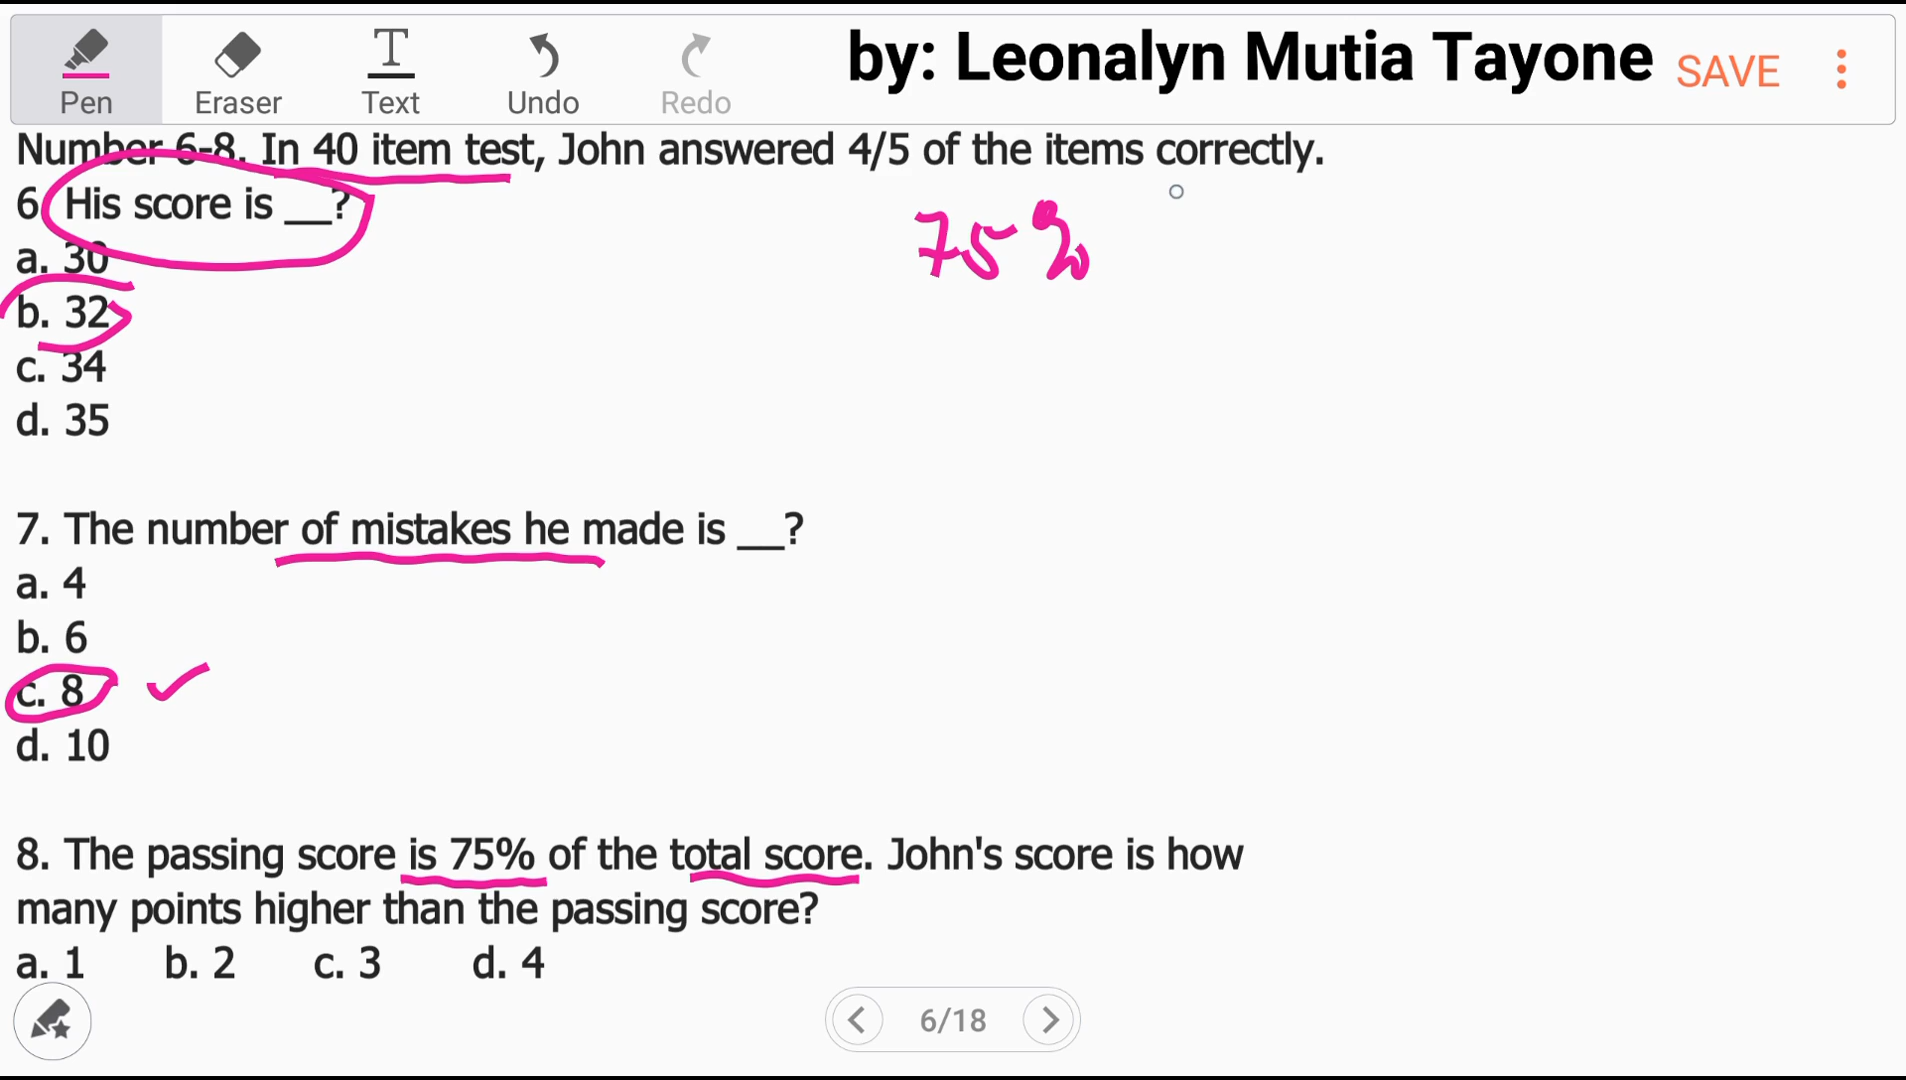 Pen
Eraser
Text
Undo
Redo
by: Leonalyn Mutia Tayone
SAVE
Number 6-8. In 40 item test, John answered 4/5 of the items correctly.
6. His score is __?
75%
a. 30
b. 32
c. 34
d. 35
7. The number of mistakes he made is __?
a. 4
b. 6
c. 8
d. 10
8. The passing score is 75% of the total score. John's score is how
many points higher than the passing score?
a. 1 b. 2 c. 3 d. 4
6/18